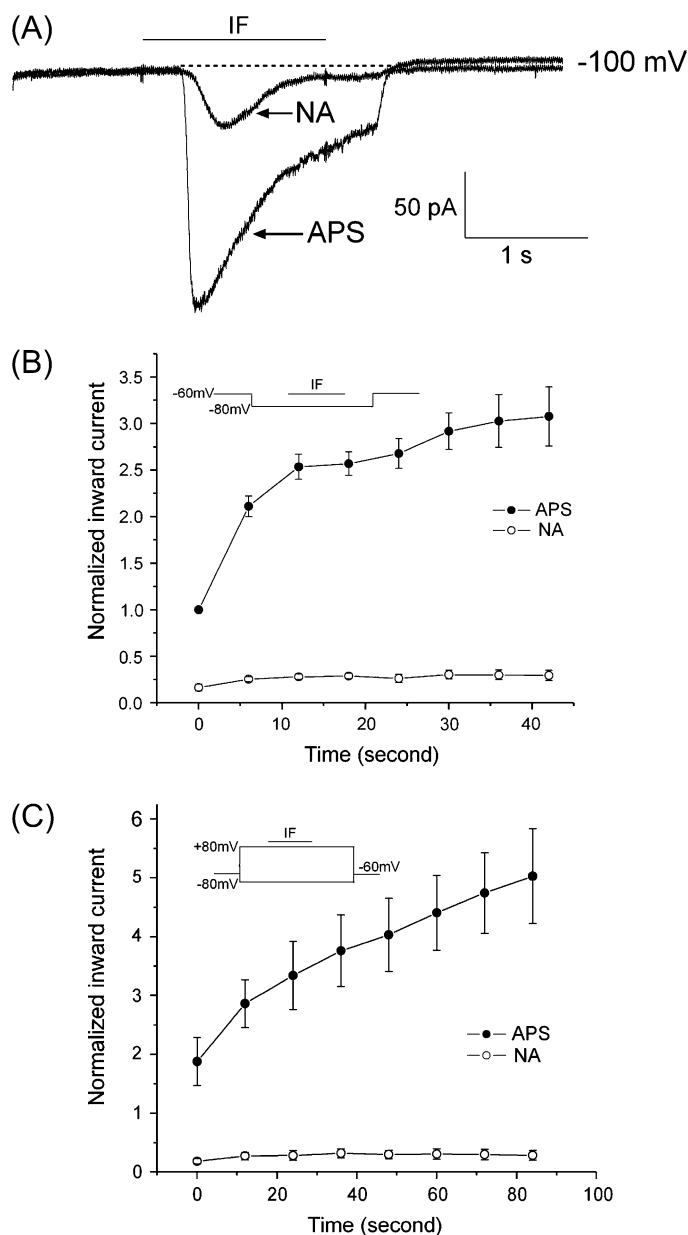 (A)
IF
-100 mV
NA
APS
50 pA
1 s
(B)
Normalized inward current
3.5
3.0
2.5
2.0
1.5
1.0
0.5
0.0
-60mV
IF
-80mV
APS
NA
0
10
20
30
40
Time (second)
(C)
Normalized inward current
6
5
4
3
2
1
0
+80mV
IF
-60mV
-80mV
APS
NA
0
20
40
60
80
100
Time (second)